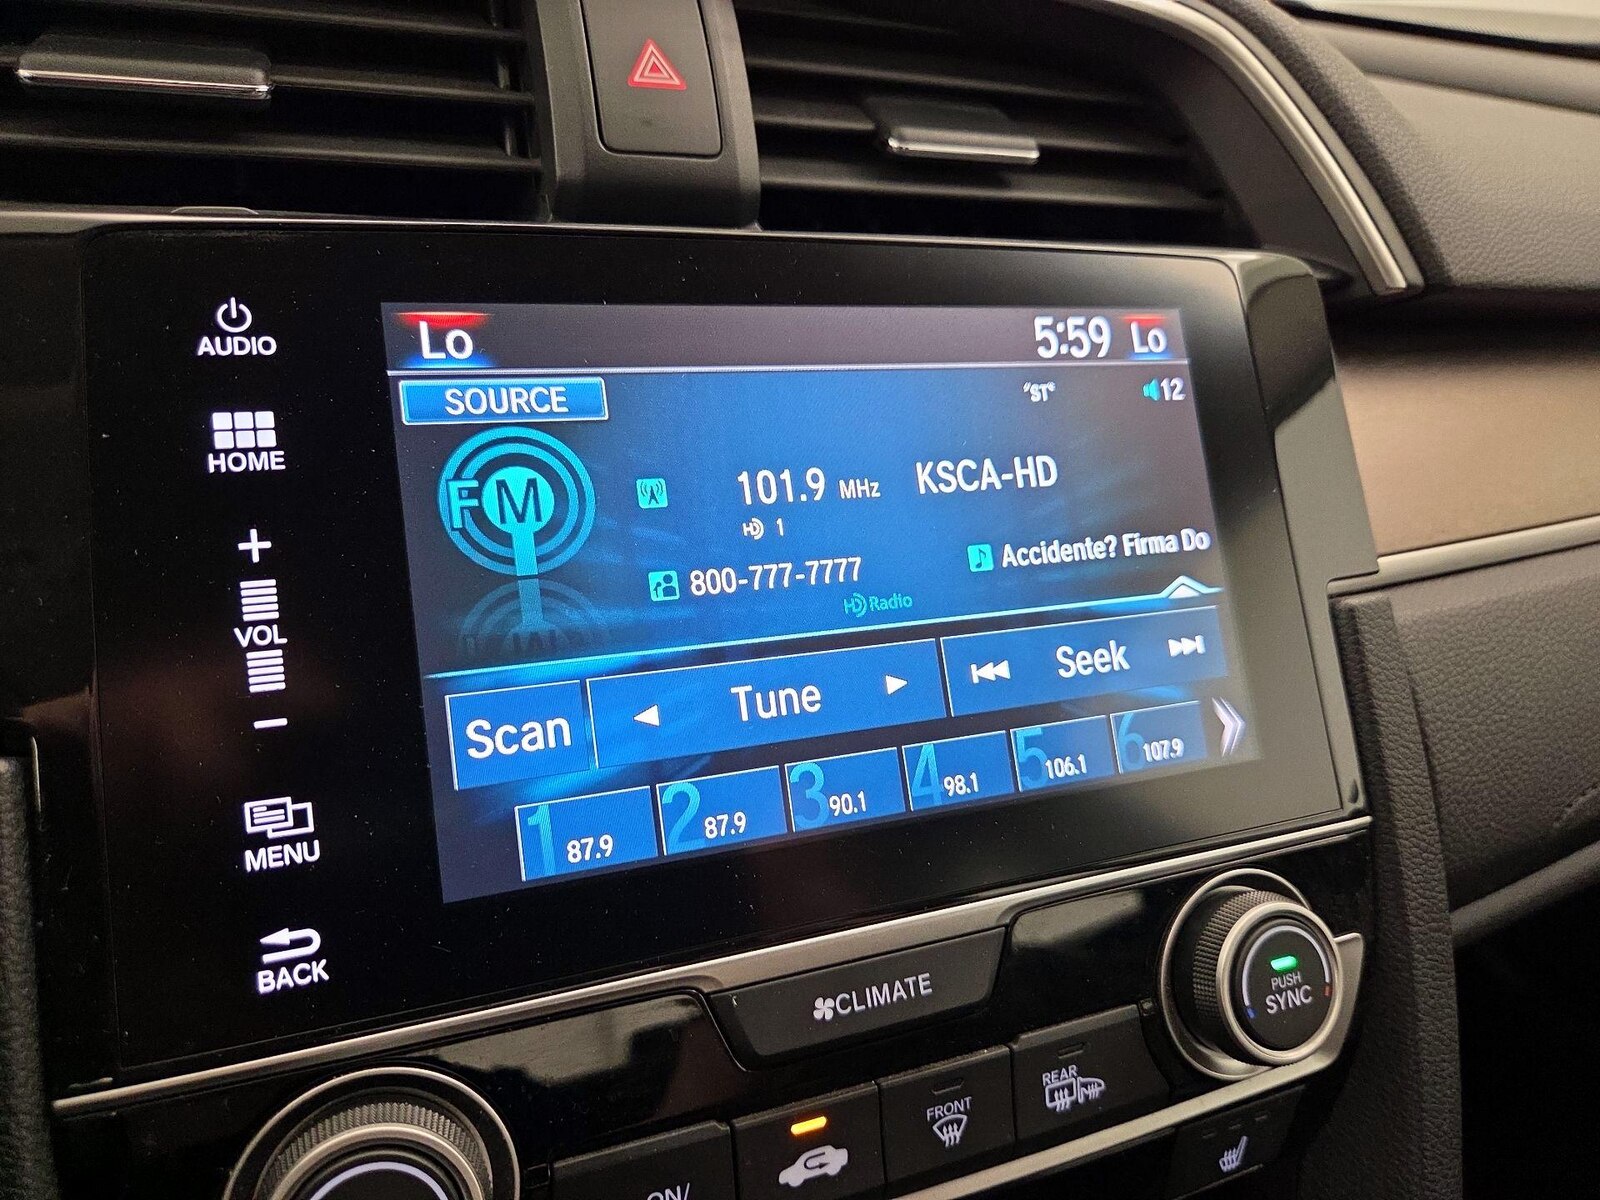 AUDIO
HOME
+
VOL
−
MENU
BACK
Lo 5:59 Lo
SOURCE "ST" 12
FM
101.9 MHz KSCA-HD
HD 1
800-777-7777 Accidente? Firma Do
HD Radio
Scan Tune Seek
1 87.9 2 87.9 3 90.1 4 98.1 5 106.1 6 107.9
CLIMATE
PUSH
SYNC
ON/
FRONT
REAR